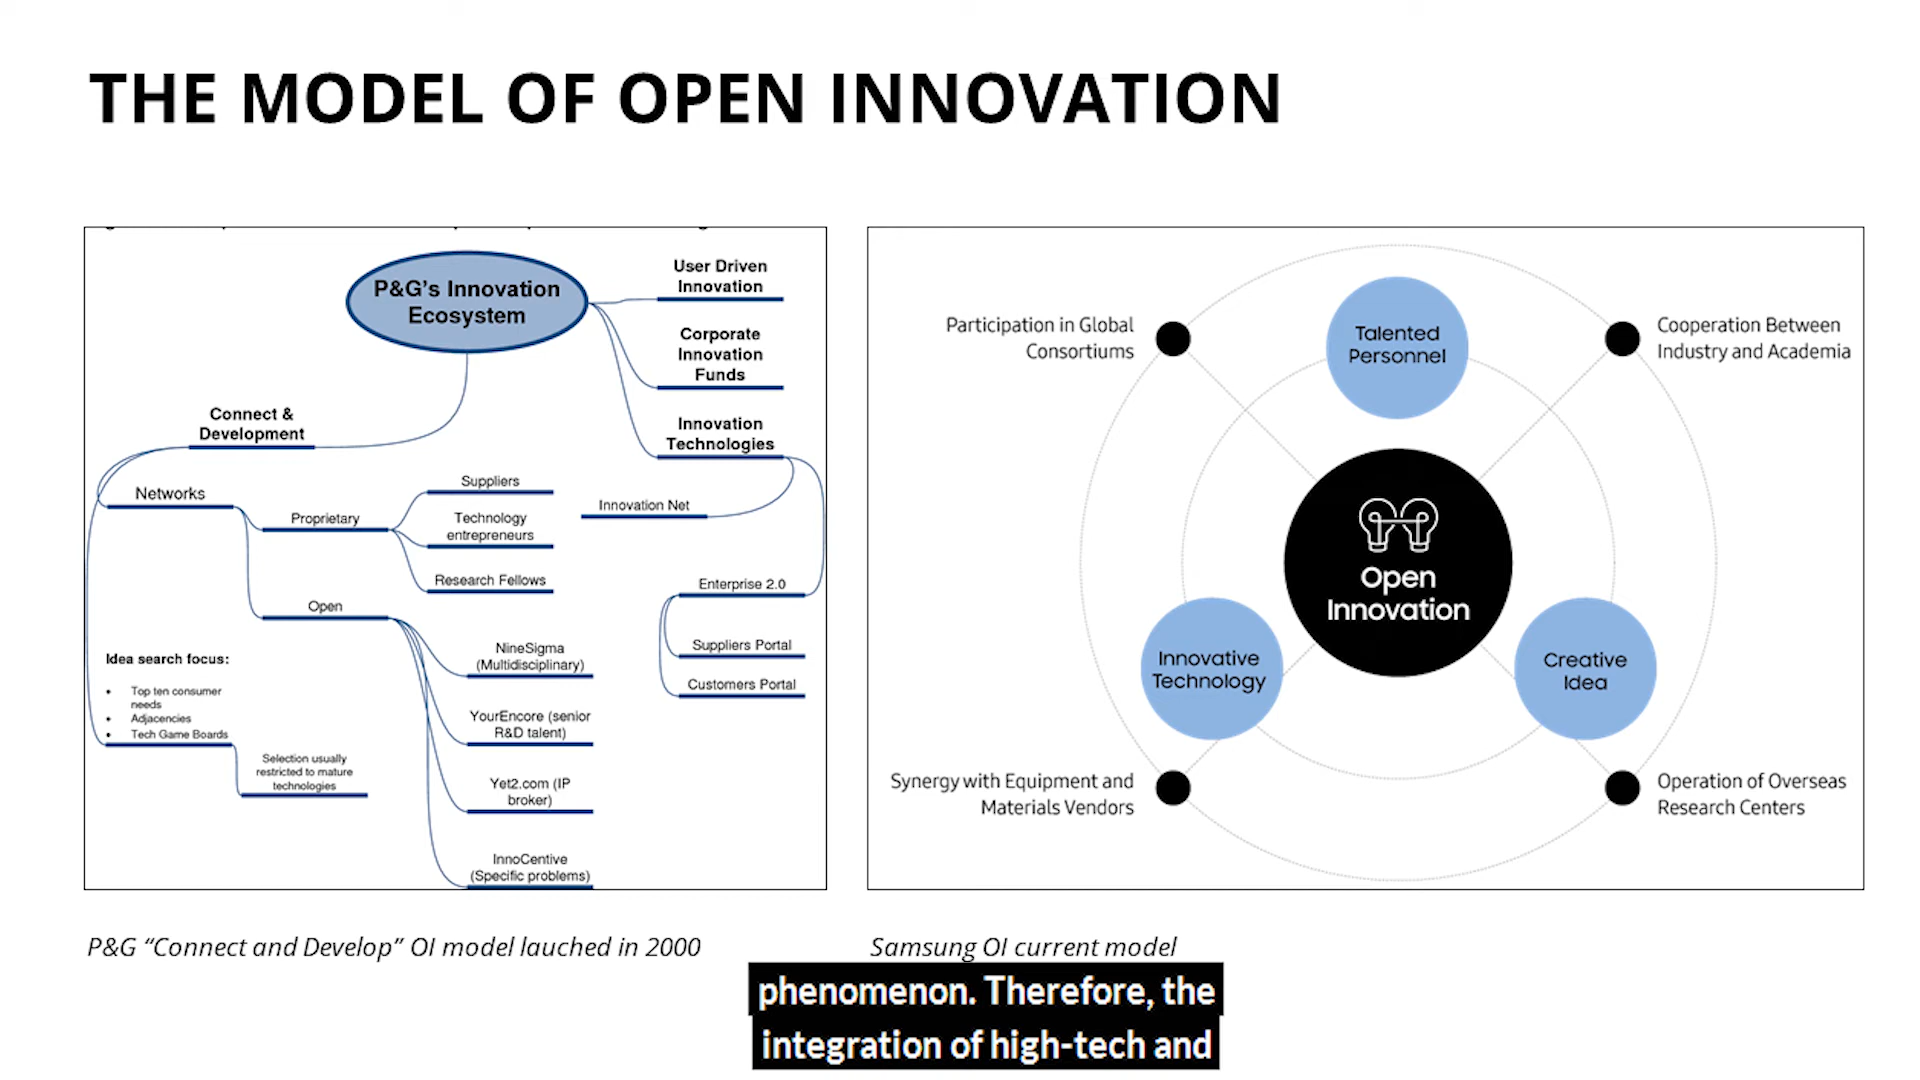 THE MODEL OF OPEN INNOVATION
P&G's Innovation
Ecosystem
User Driven
Innovation
Corporate
Innovation
Funds
Innovation
Technologies
Connect &
Development
Networks
Proprietary
Suppliers
Technology
entrepreneurs
Research Fellows
Innovation Net
Enterprise 2.0
Suppliers Portal
Customers Portal
Open
NineSigma
(Multidisciplinary)
YourEncore (senior
R&D talent)
Yet2.com (IP
broker)
InnoCentive
(Specific problems)
Idea search focus:
• Top ten consumer
needs
• Adjacencies
• Tech Game Boards
Selection usually
restricted to mature
technologies
P&G “Connect and Develop” OI model lauched in 2000
Participation in Global
Consortiums
Talented
Personnel
Cooperation Between
Industry and Academia
Open
Innovation
Innovative
Technology
Creative
Idea
Synergy with Equipment and
Materials Vendors
Operation of Overseas
Research Centers
Samsung OI current model
phenomenon. Therefore, the
integration of high-tech and